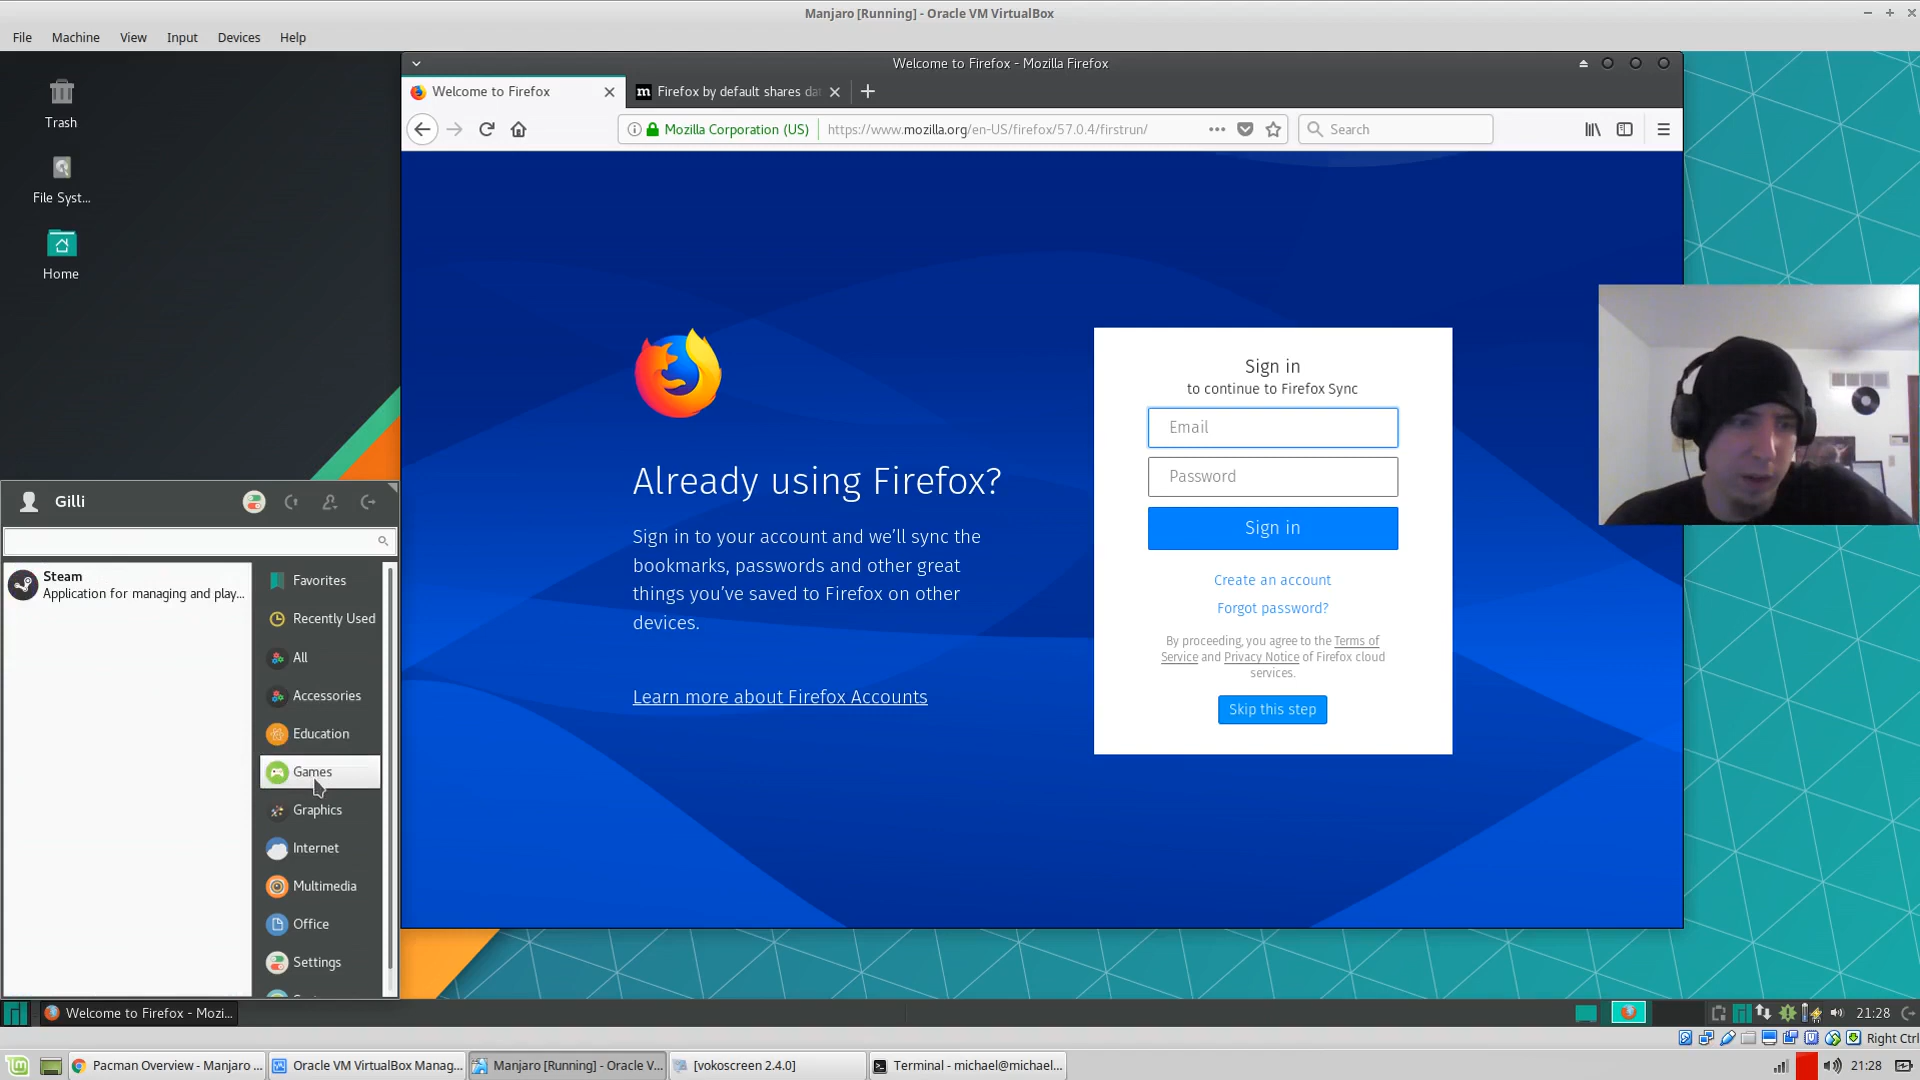 Manjaro [Running] - Oracle VM VirtualBox
File Machine View Input Devices Help
Trash
File Syst...
Home
Welcome to Firefox - Mozilla Firefox
Welcome to Firefox
Firefox by default shares dat
Mozilla Corporation (US)
https://www.mozilla.org/en-US/firefox/57.0.4/firstrun/
Search
Already using Firefox?
Sign in to your account and we’ll sync the
bookmarks, passwords and other great
things you’ve saved to Firefox on other
devices.
Learn more about Firefox Accounts
Sign in
to continue to Firefox Sync
Email
Password
Sign in
Create an account
Forgot password?
By proceeding, you agree to the Terms of
Service and Privacy Notice of Firefox cloud
services.
Skip this step
Gilli
Steam
Application for managing and play...
Favorites
Recently Used
All
Accessories
Education
Games
Graphics
Internet
Multimedia
Office
Settings
Welcome to Firefox - Mozi...
21:28
Right Ctrl
Pacman Overview - Manjaro ...
Oracle VM VirtualBox Manag...
Manjaro [Running] - Oracle V...
[vokoscreen 2.4.0]
Terminal - michael@michael...
21:28